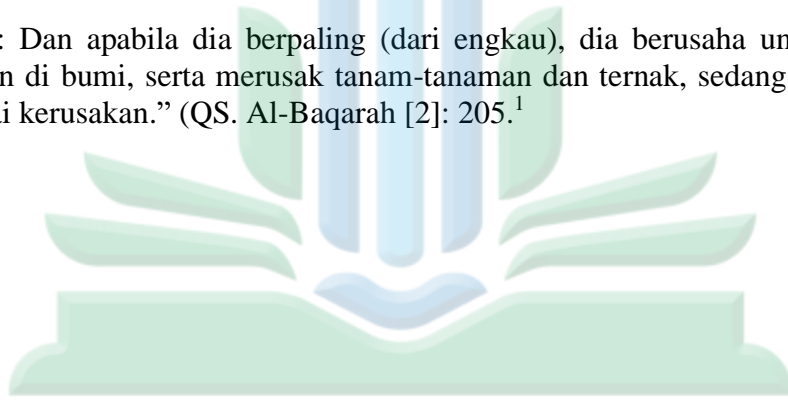 : Dan apabila dia berpaling (dari engkau), dia berusaha un
n di bumi, serta merusak tanam-tanaman dan ternak, sedang
i kerusakan.” (QS. Al-Baqarah [2]: 205.1